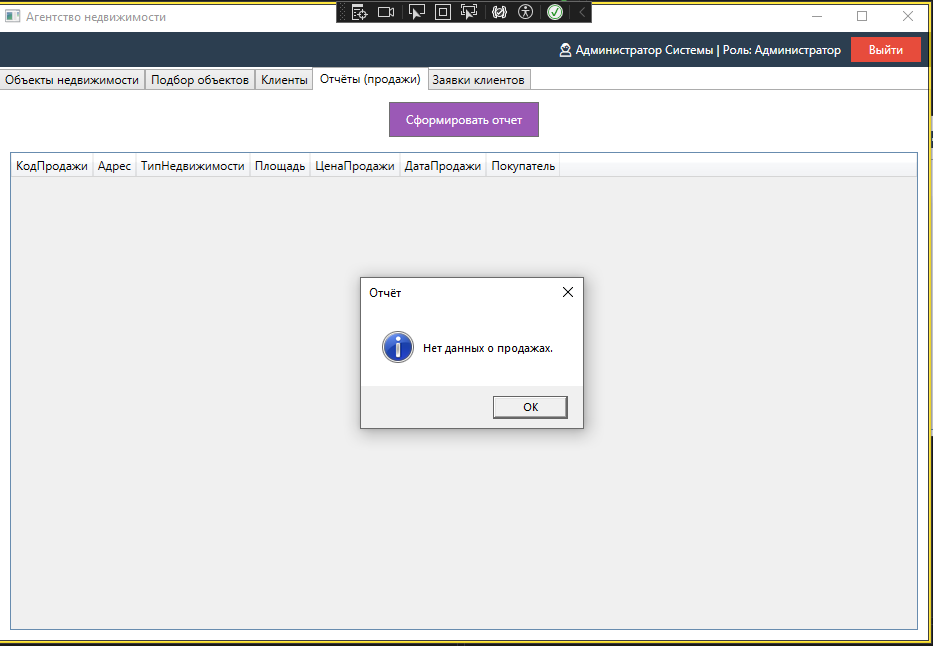 Агентство недвижимости
Администратор Системы | Роль: Администратор
Выйти
Объекты недвижимости
Подбор объектов
Клиенты
Отчёты (продажи)
Заявки клиентов
Сформировать отчет
КодПродажи Адрес ТипНедвижимости Площадь ЦенаПродажи ДатаПродажи Покупатель
Отчёт
Нет данных о продажах.
ОК